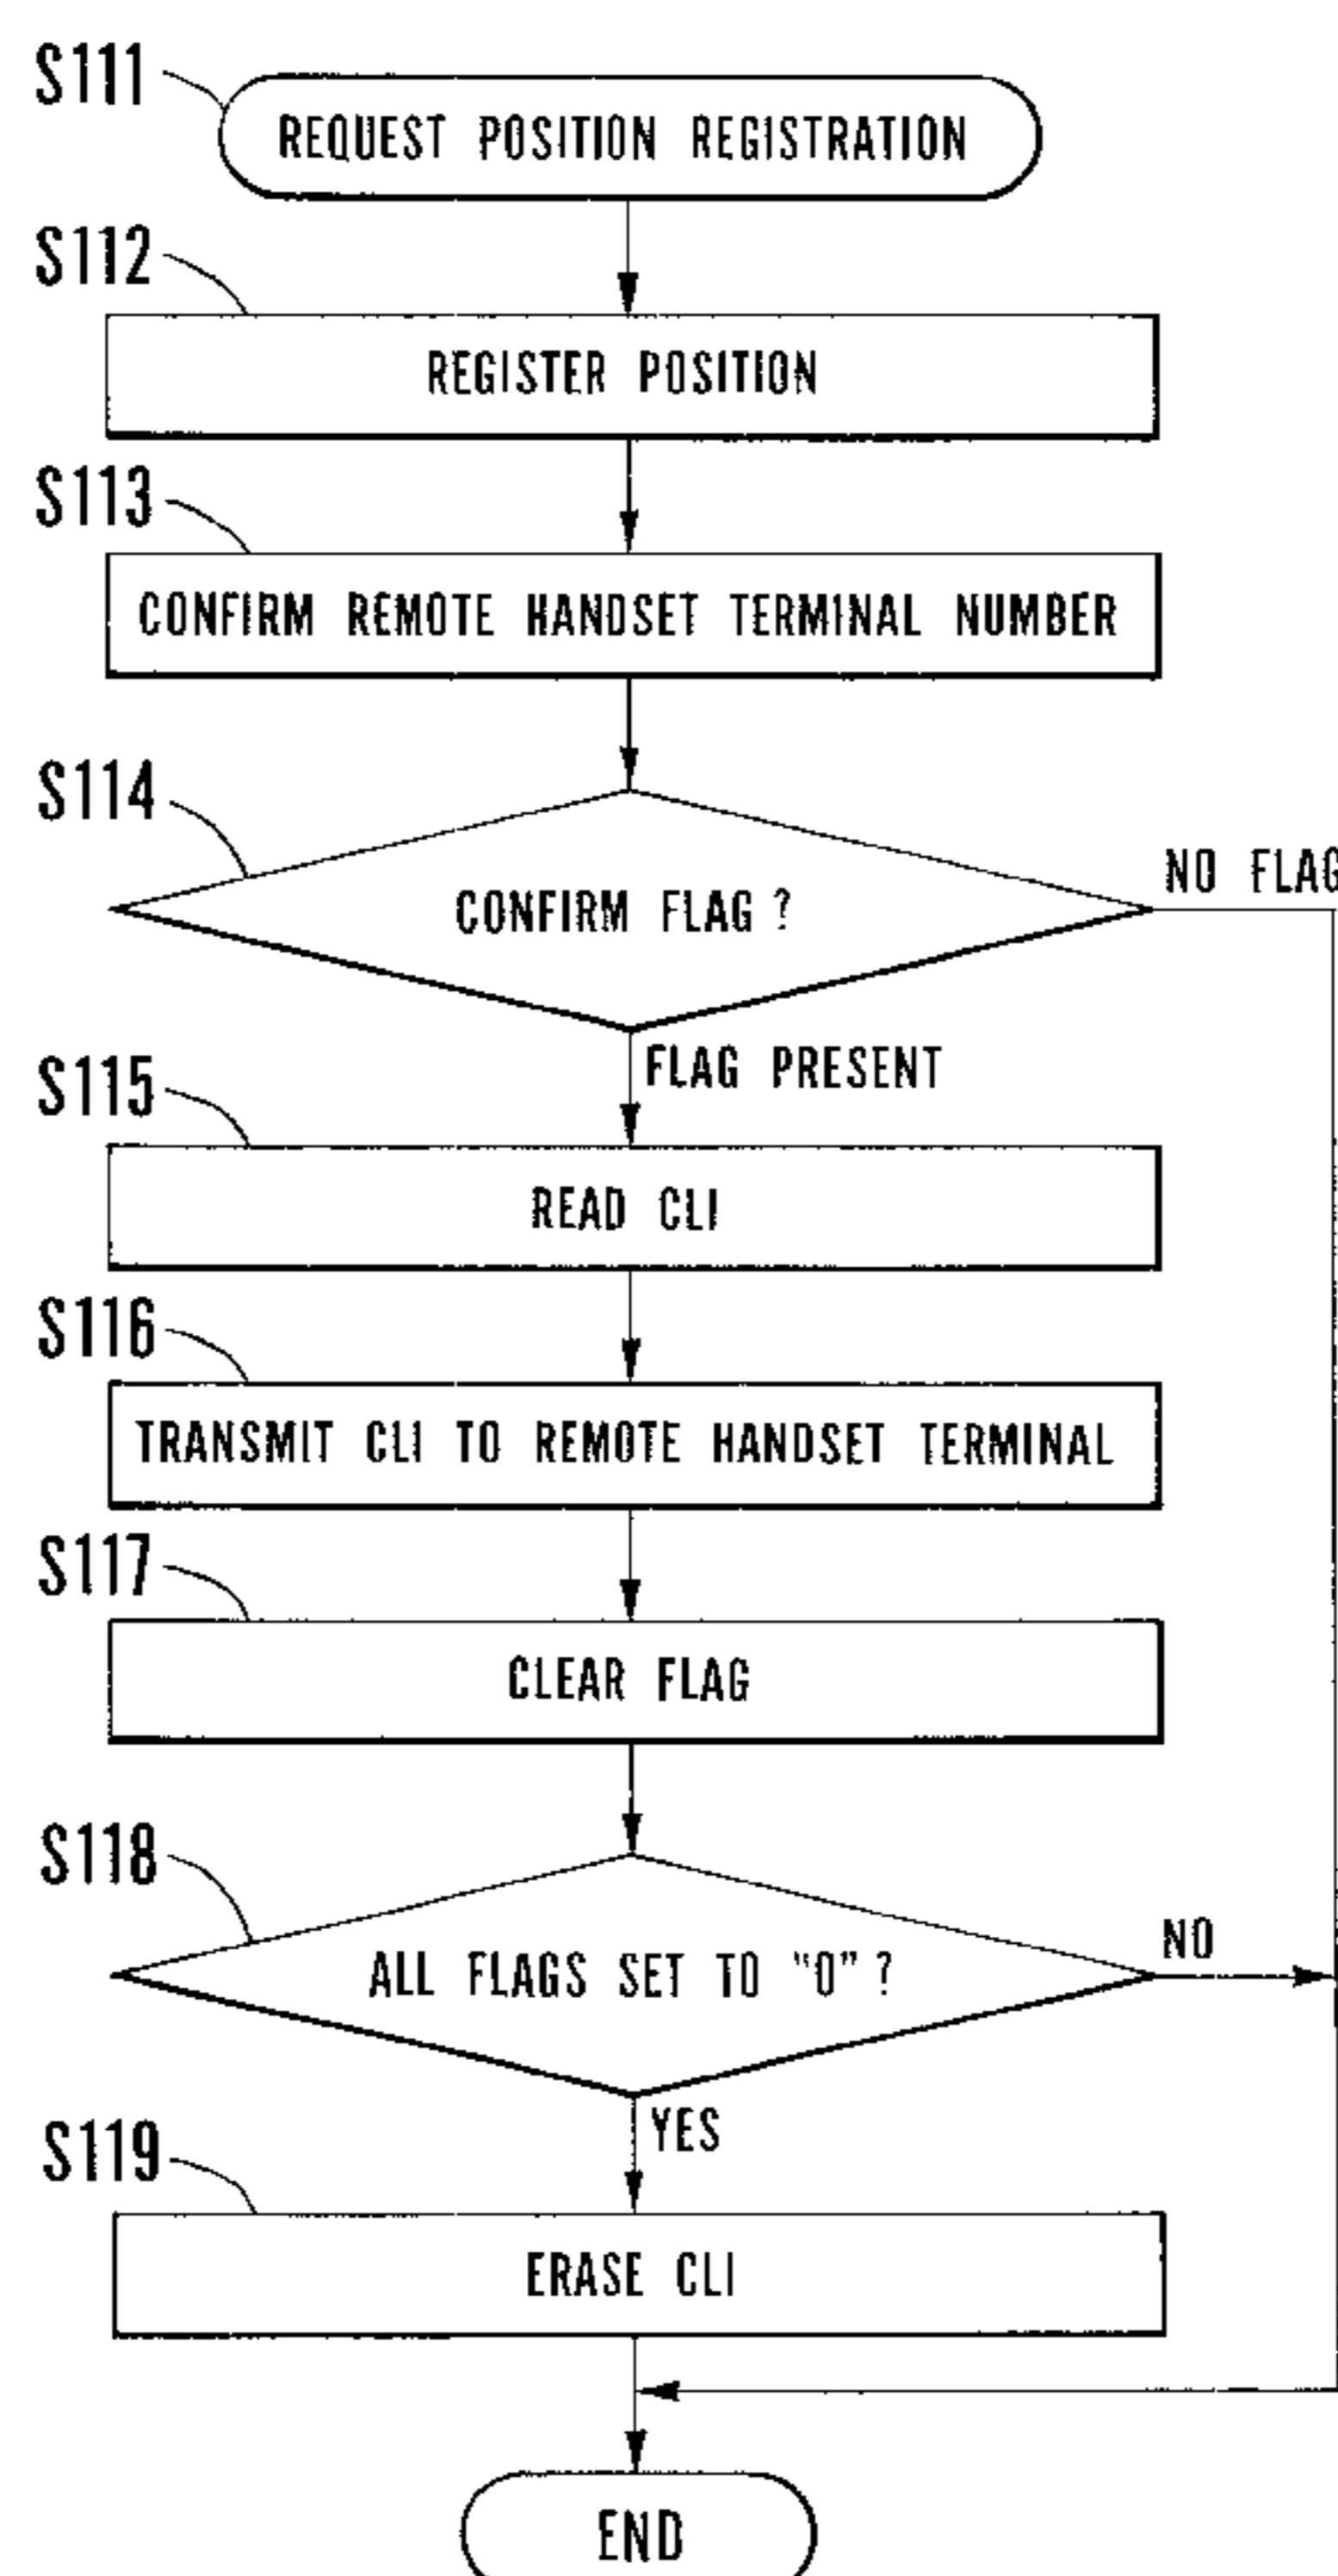 S111
REQUEST POSITION REGISTRATION
S112
REGISTER POSITION
S113
CONFIRM REMOTE HANDSET TERMINAL NUMBER
S114
CONFIRM FLAG ?
NO FLAG
FLAG PRESENT
S115
READ CLI
S116
TRANSMIT CLI TO REMOTE HANDSET TERMINAL
S117
CLEAR FLAG
S118
ALL FLAGS SET TO “0” ?
NO
YES
S119
ERASE CLI
END